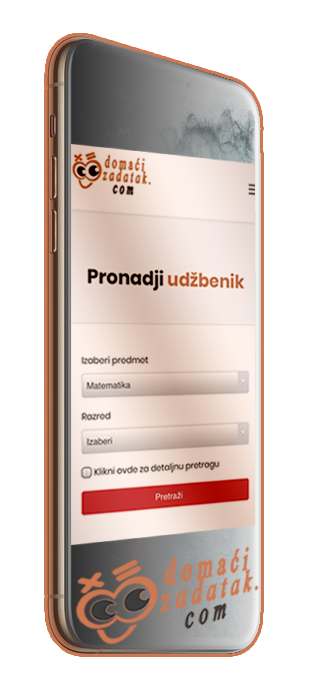 domaći
zadatak.
com
Pronadji udžbenik
Izaberi predmet
Matematika
Razred
Izaberi
Klikni ovde za detaljnu pretragu
Pretraži
domaći
zadatak.
com